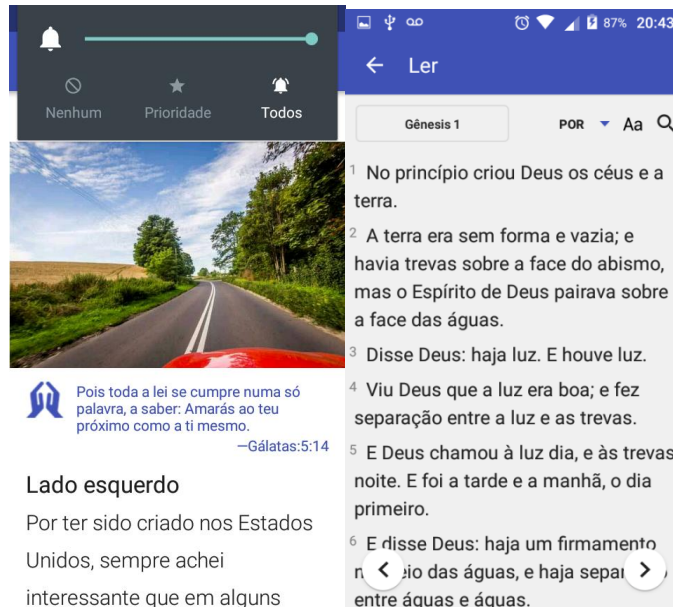 Nenhum
Prioridade
Todos
Pois toda a lei se cumpre numa só
palavra, a saber: Amarás ao teu
próximo como a ti mesmo.
—Gálatas:5:14
Lado esquerdo
Por ter sido criado nos Estados
Unidos, sempre achei
interessante que em alguns
87% 20:43
Ler
Gênesis 1
POR
Aa
1 No princípio criou Deus os céus e a
terra.
2 A terra era sem forma e vazia; e
havia trevas sobre a face do abismo,
mas o Espírito de Deus pairava sobre
a face das águas.
3 Disse Deus: haja luz. E houve luz.
4 Viu Deus que a luz era boa; e fez
separação entre a luz e as trevas.
5 E Deus chamou à luz dia, e às trevas
noite. E foi a tarde e a manhã, o dia
primeiro.
6 E disse Deus: haja um firmamento
das águas, e haja
entre águas e águas.